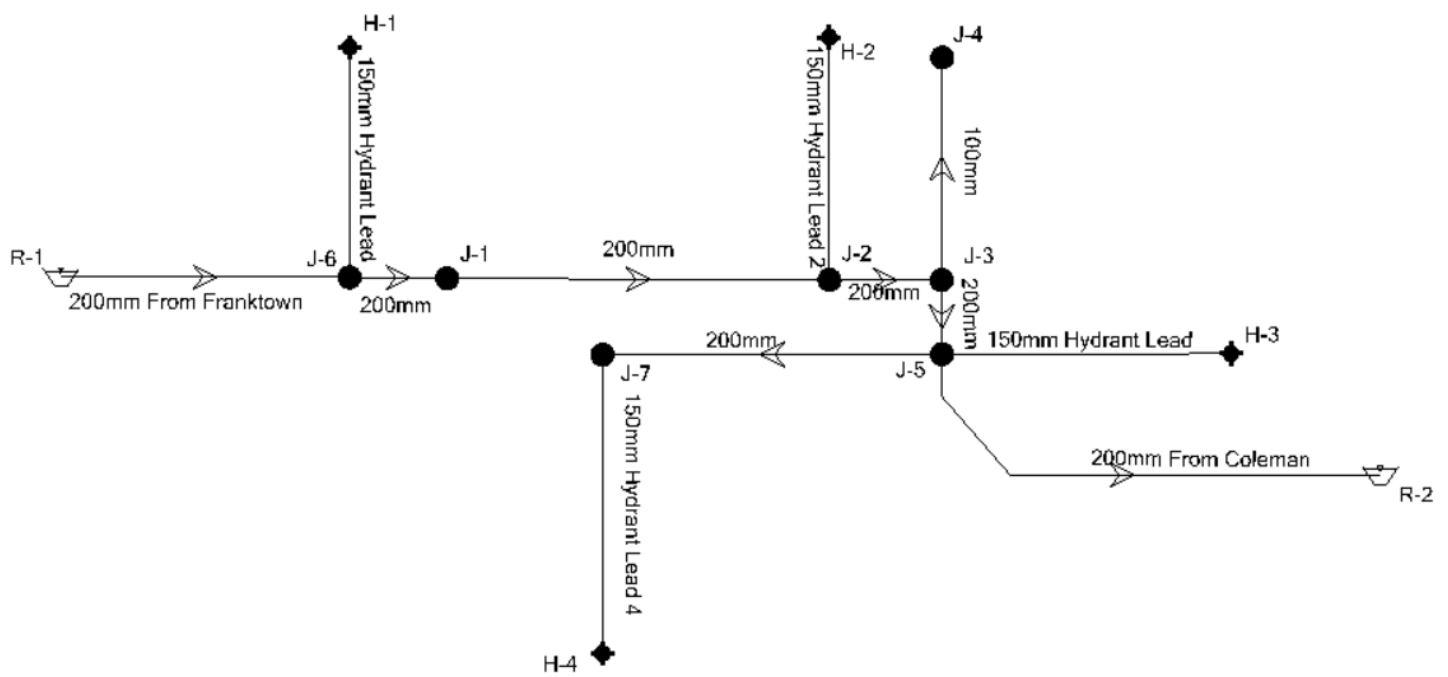 H-1
J-4
H-2
150mm Hydrant Lead
150mm Hydrant Lead 2
100mm
R-1
J-6
J-1
200mm
J-2
J-3
200mm From Franktown
200mm
200mm
200mm
200mm
150mm Hydrant Lead
H-3
J-7
J-5
150mm Hydrant Lead 4
200mm From Coleman
R-2
H-4